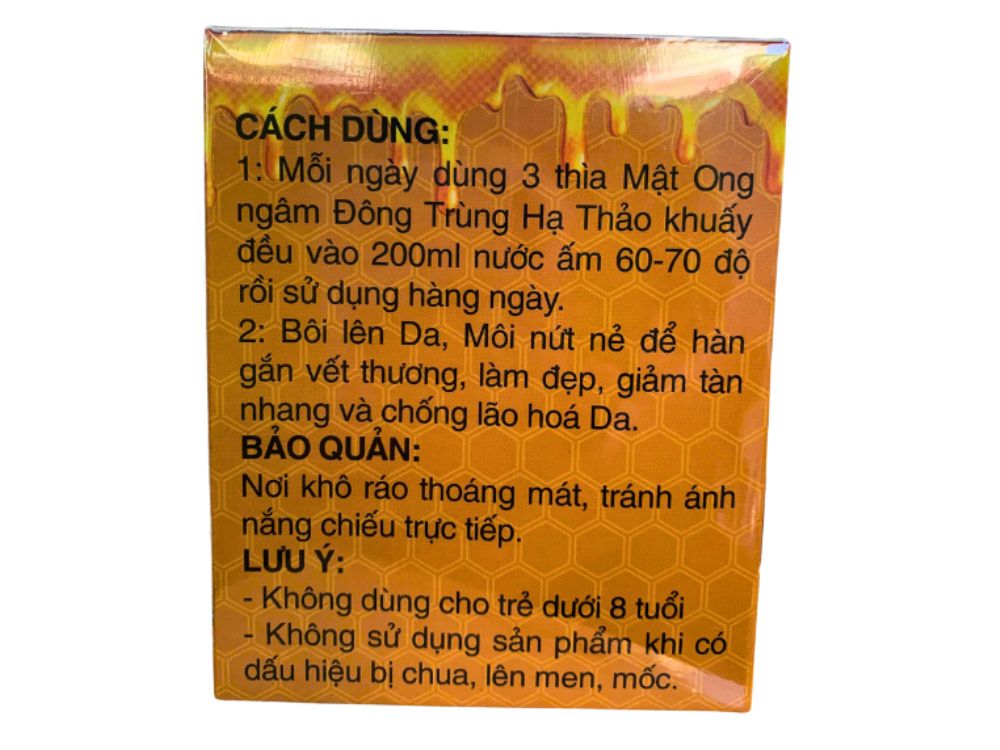 CÁCH DÙNG:
1: Mỗi ngày dùng 3 thìa Mật Ong
ngâm Đông Trùng Hạ Thảo khuấy
đều vào 200ml nước ấm 60-70 độ
rồi sử dụng hàng ngày.
2: Bôi lên Da, Môi nứt nẻ để hàn
gắn vết thương, làm đẹp, giảm tàn
nhang và chống lão hoá Da.
BẢO QUẢN:
Nơi khô ráo thoáng mát, tránh ánh
nắng chiếu trực tiếp.
LƯU Ý:
- Không dùng cho trẻ dưới 8 tuổi
- Không sử dụng sản phẩm khi có
dấu hiệu bị chua, lên men, mốc.